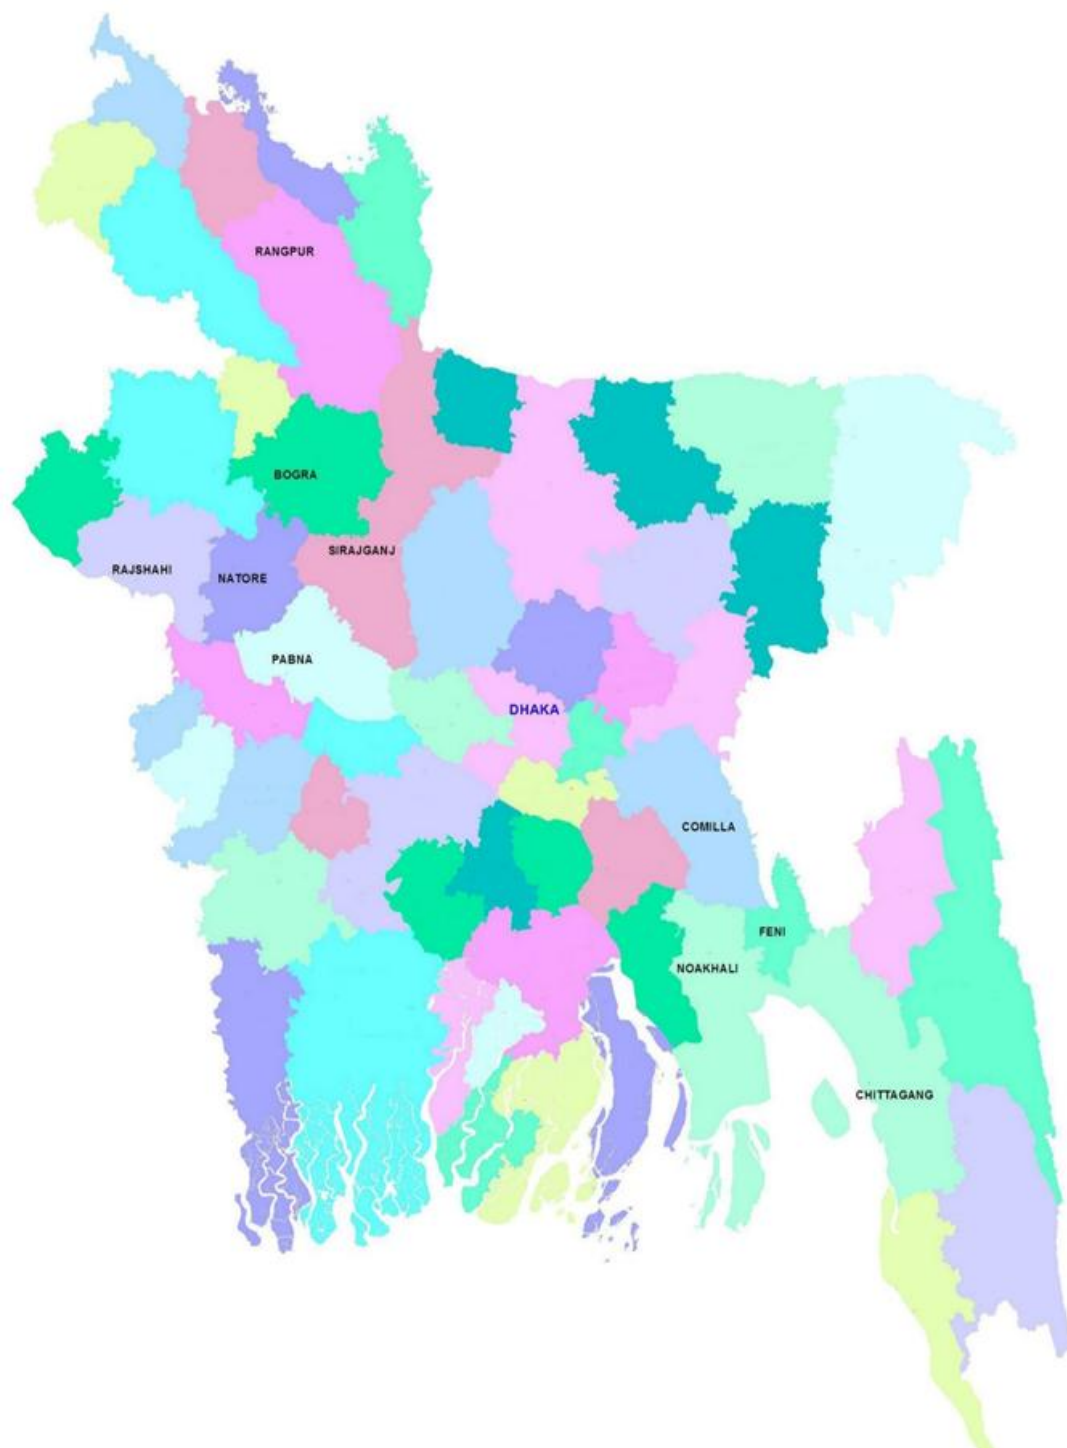 RANGPUR
BOGRA
SIRAJGANJ
RAJSHAHI
NATORE
PABNA
DHAKA
COMILLA
FENI
NOAKHALI
CHITTAGANG